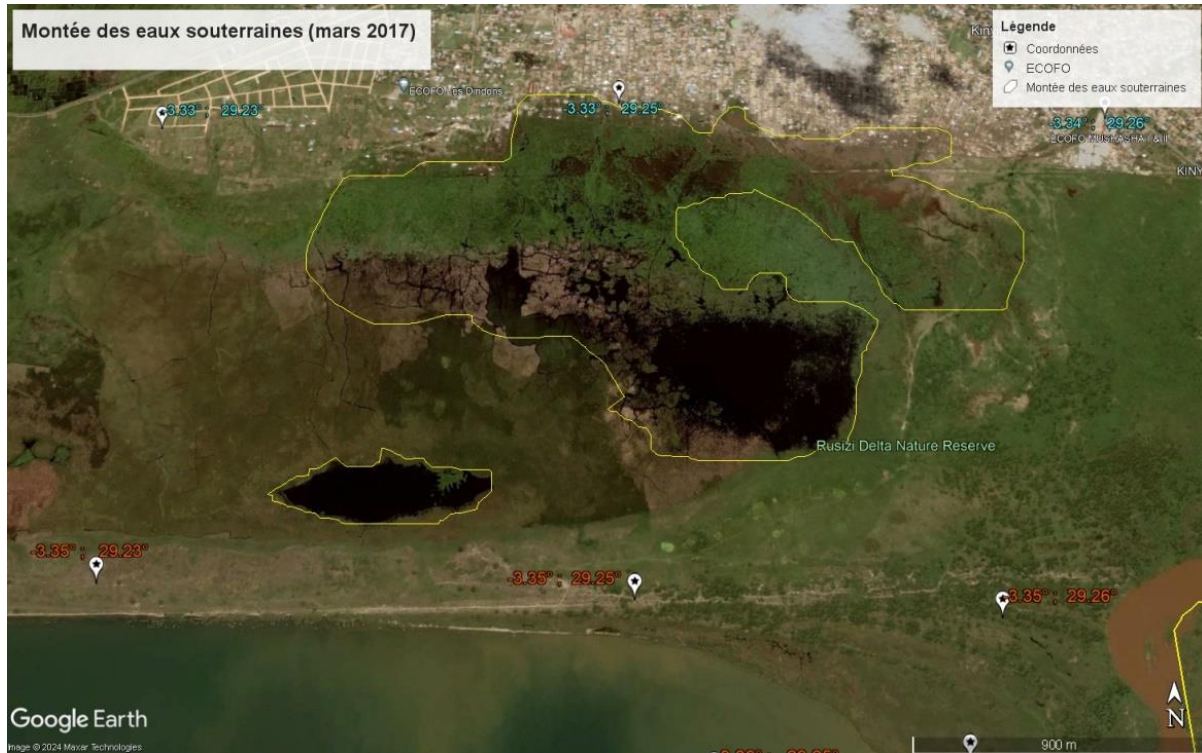 Montée des eaux souterraines (mars 2017)
Légende
Coordonnées
ECOFO
Montée des eaux souterraines
ECOFO Les Dindons
-3.33° ; 29.23°
-3.33° ; 29.25°
-3.34° ; 29.26°
KINY
Rusizi Delta Nature Reserve
-3.35° ; 29.23°
-3.35° ; 29.25°
-3.35° ; 29.26°
Google Earth
Image © 2024 Maxar Technologies
N
900 m